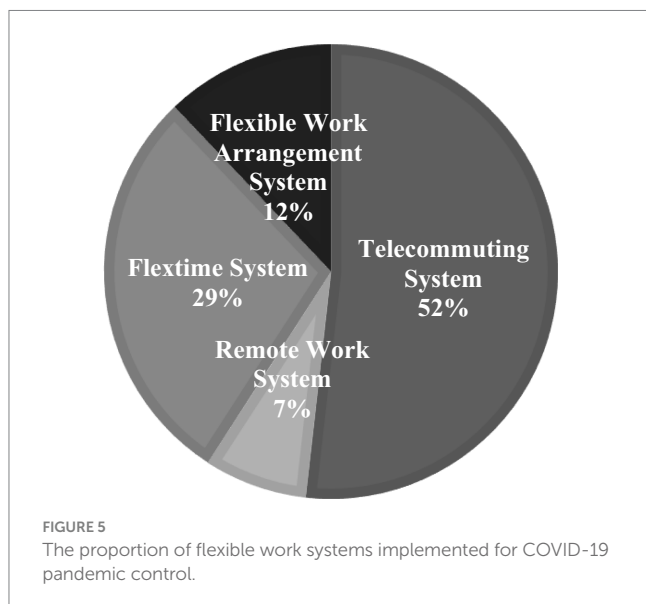 Flexible Work
Arrangement
System
12%
Telecommuting
System
52%
Flextime System
29%
Remote Work
System
7%
FIGURE 5
The proportion of flexible work systems implemented for COVID-19
pandemic control.